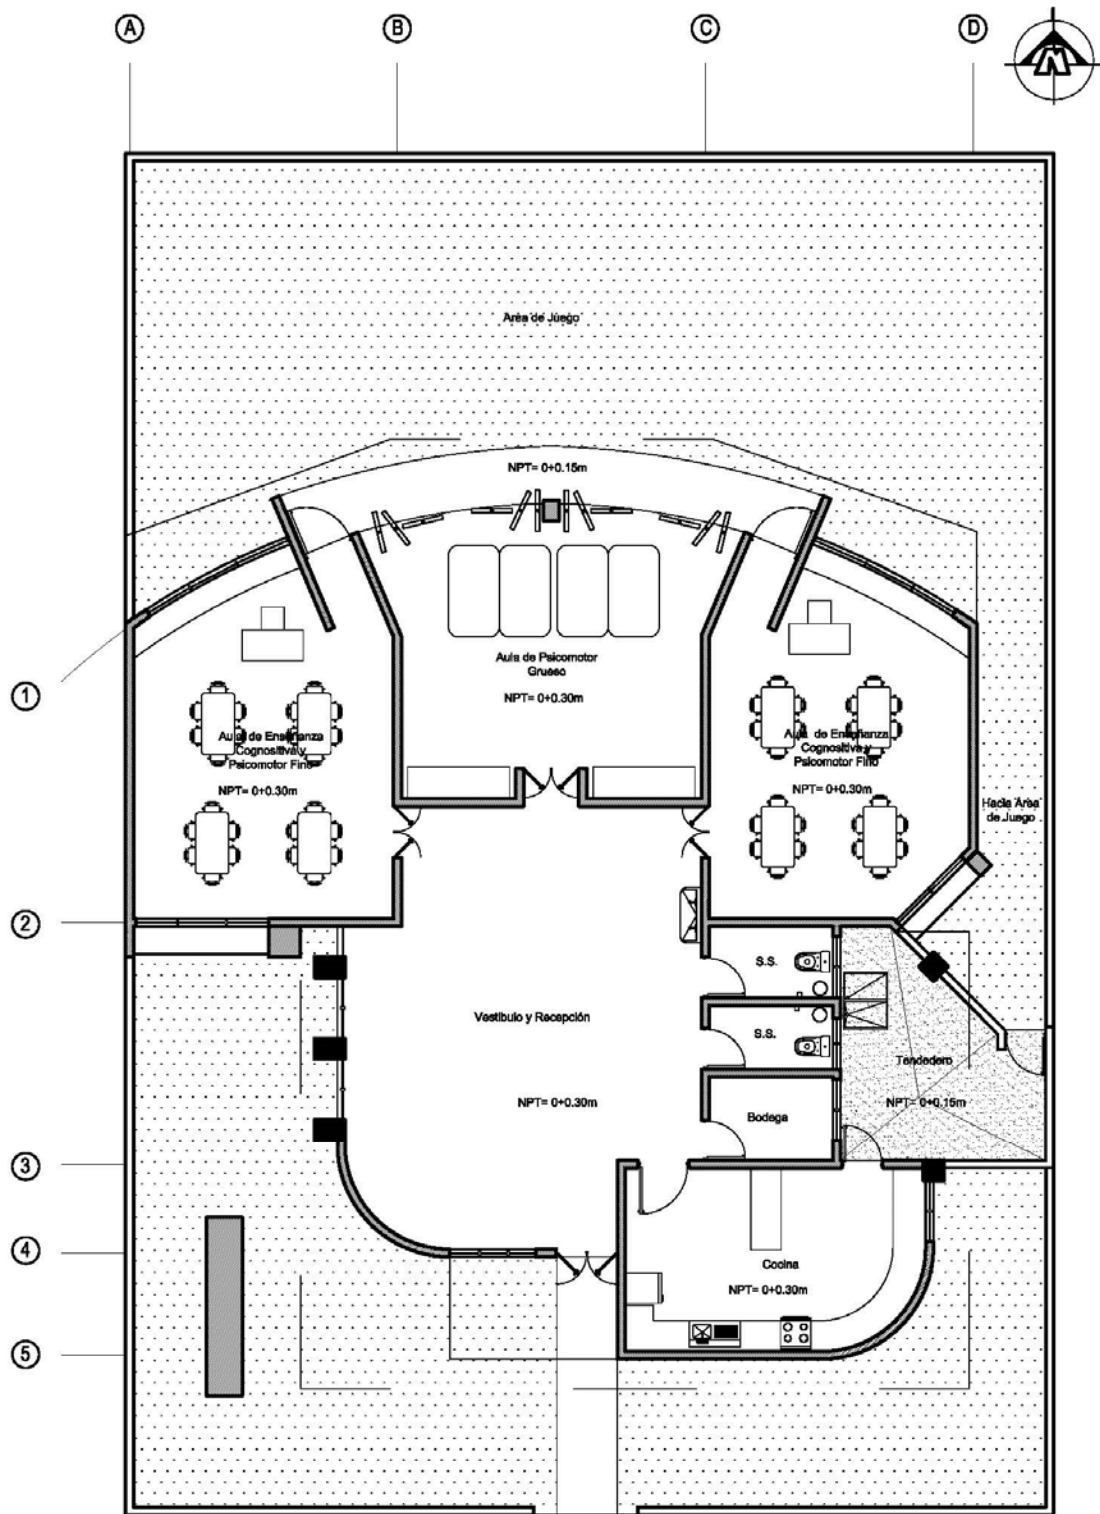 A B C D
N
Area de Juego
NPT= 0+0.15m
Aula de Psicomotor
Grueso
NPT= 0+0.30m
1
Aula de Enseñanza
Cognositiva y
Psicomotor Fino
NPT= 0+0.30m
Aula de Enseñanza
Cognositiva y
Psicomotor Fino
NPT= 0+0.30m
Hacia Area
de Juego
2
S.S.
S.S.
Vestibulo y Recepción
NPT= 0+0.30m
Bodega
Tendedero
NPT= 0+0.15m
3
4
Cocina
NPT= 0+0.30m
5